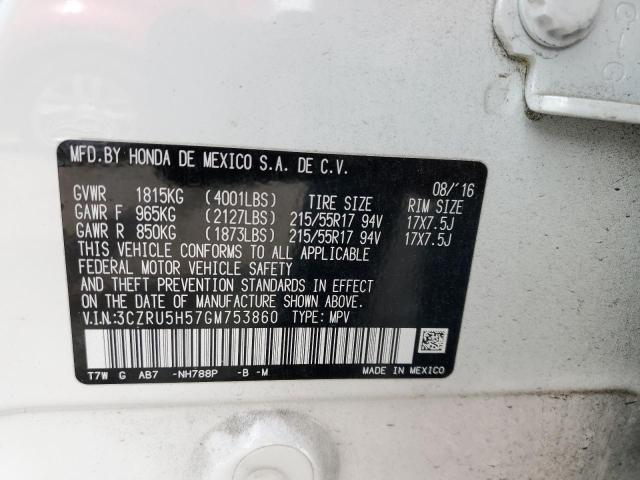 MFD.BY HONDA DE MEXICO S.A. DE C.V.
08/'16
GVWR 1815KG (4001LBS) TIRE SIZE RIM SIZE
GAWR F 965KG (2127LBS) 215/55R17 94V 17X7.5J
GAWR R 850KG (1873LBS) 215/55R17 94V 17X7.5J
THIS VEHICLE CONFORMS TO ALL APPLICABLE
FEDERAL MOTOR VEHICLE SAFETY
AND THEFT PREVENTION STANDARDS IN EFFECT
ON THE DATE OF MANUFACTURE SHOWN ABOVE.
V.I.N:3CZRU5H57GM753860 TYPE: MPV
T7W G AB7 -NH788P -B -M
MADE IN MEXICO